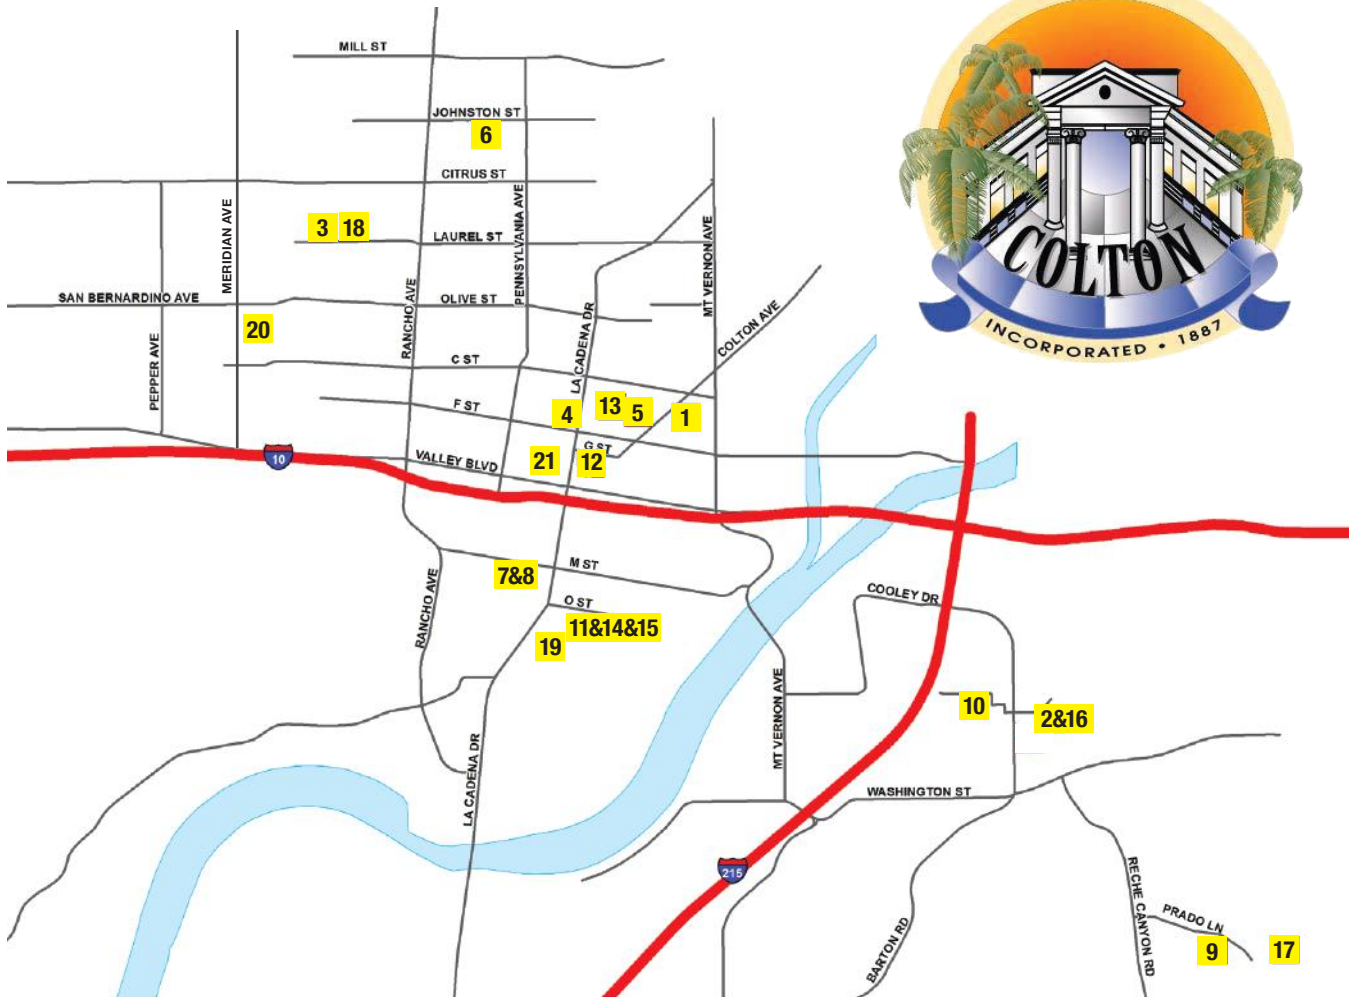 MILL ST
JOHNSTON ST
6
CITRUS ST
PENNSYLVANIA AVE
MERIDIAN AVE
3 18
LAUREL ST
MT VERNON AVE
SAN BERNARDINO AVE
OLIVE ST
RANCHO AVE
LA CADENA DR
COLTON AVE
20
PEPPER AVE
C ST
F ST
4
13
5
1
G ST
12
21
VALLEY BLVD
10
7&8
M ST
O ST
11&14&15
19
RANCHO AVE
COOLEY DR
MT VERNON AVE
10
2&16
LA CADENA DR
WASHINGTON ST
215
RECHE CANYON RD
PRADO LN
BARTON RD
9
17
COLTON
INCORPORATED • 1887